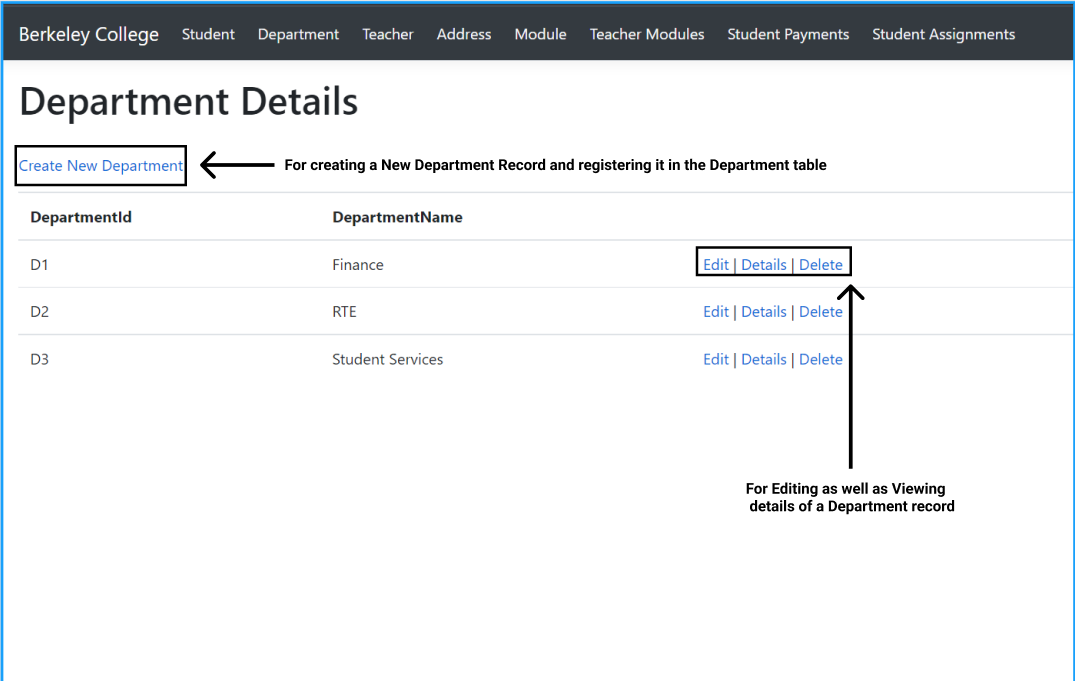 Berkeley College Student Department Teacher Address Module Teacher Modules Student Payments Student Assignments
Department Details
Create New Department For creating a New Department Record and registering it in the Department table
DepartmentId DepartmentName
D1 Finance Edit | Details | Delete
D2 RTE Edit | Details | Delete
D3 Student Services Edit | Details | Delete
For Editing as well as Viewing
details of a Department record